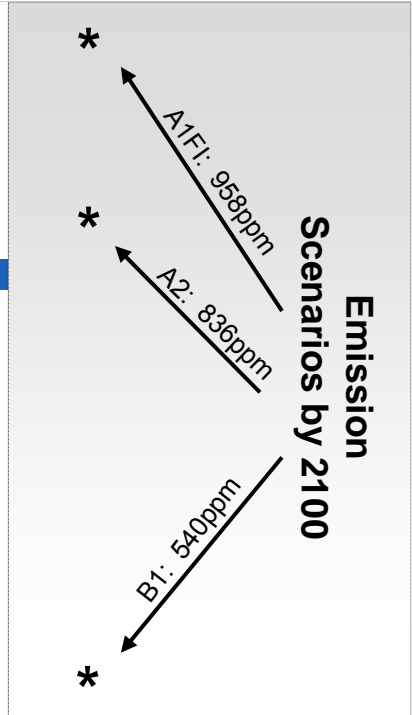 Emission
Scenarios by 2100
A1FI: 958ppm
A2: 836ppm
B1: 540ppm
*
*
*